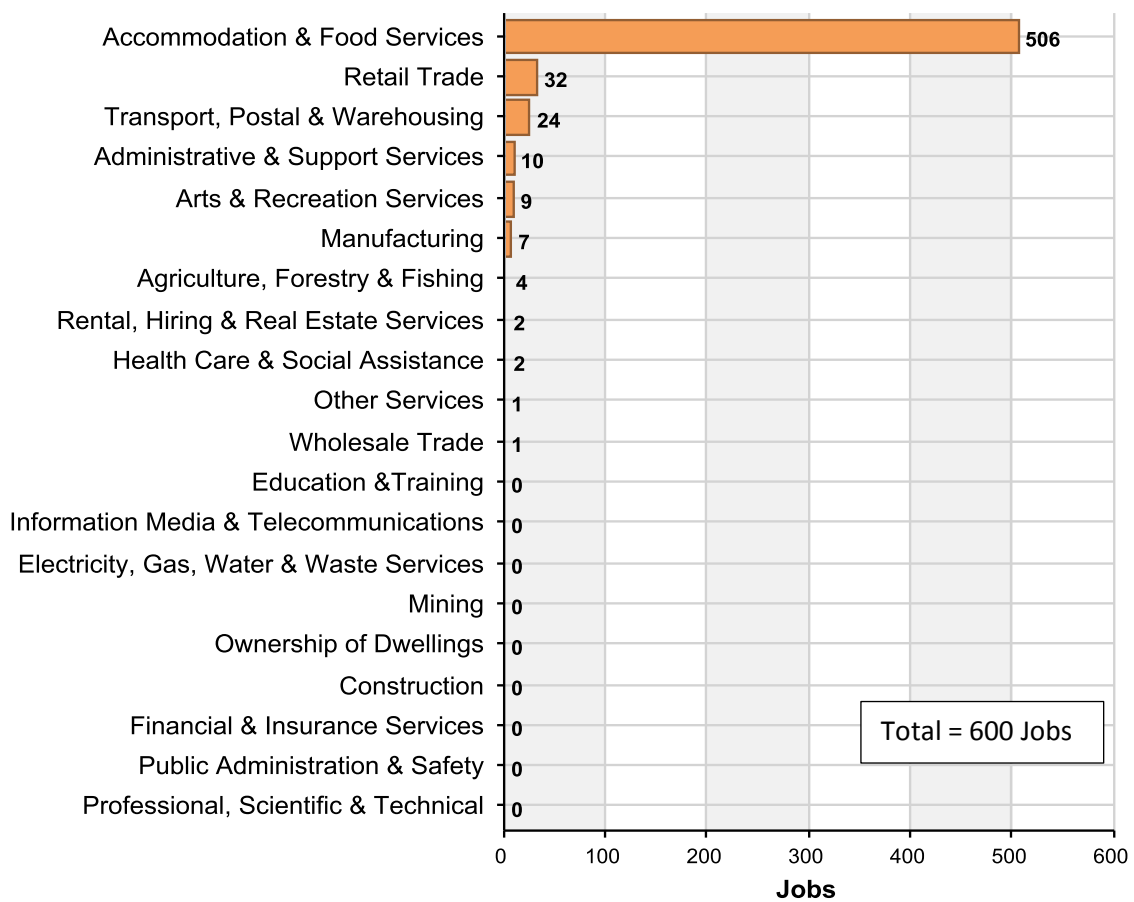 Accommodation & Food Services 506
Retail Trade 32
Transport, Postal & Warehousing 24
Administrative & Support Services 10
Arts & Recreation Services 9
Manufacturing 7
Agriculture, Forestry & Fishing 4
Rental, Hiring & Real Estate Services 2
Health Care & Social Assistance 2
Other Services 1
Wholesale Trade 1
Education &Training 0
Information Media & Telecommunications 0
Electricity, Gas, Water & Waste Services 0
Mining 0
Ownership of Dwellings 0
Construction 0
Financial & Insurance Services 0
Total = 600 Jobs
Public Administration & Safety 0
Professional, Scientific & Technical 0
0 100 200 300 400 500 600
Jobs